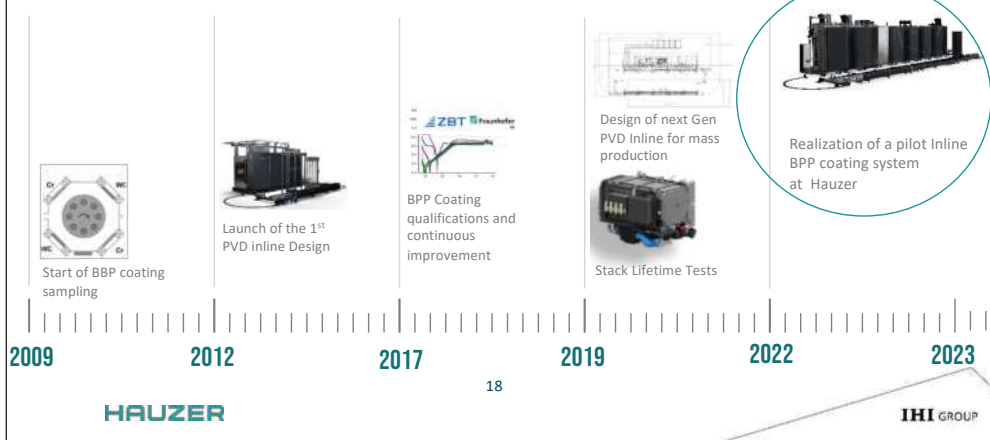 Cr
WC
WC
Cr
Start of BBP coating
sampling
Launch of the 1st
PVD inline Design
ZBT Fraunhofer
BPP Coating
qualifications and
continuous
improvement
Design of next Gen
PVD Inline for mass
production
Stack Lifetime Tests
Realization of a pilot Inline
BPP coating system
at Hauzer
2009
2012
2017
2019
2022
2023
18
HAUZER
IHI GROUP